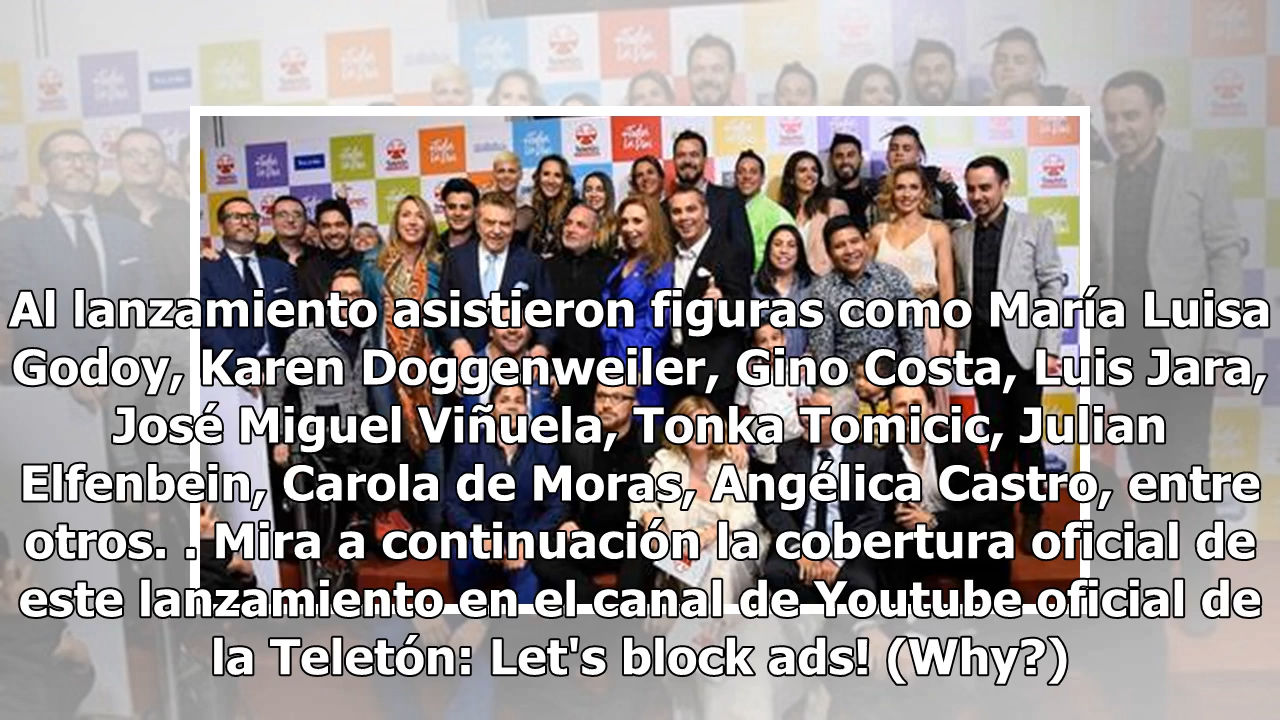 Al lanzamiento asistieron figuras como María Luisa
Godoy, Karen Doggenweiler, Gino Costa, Luis Jara,
José Miguel Viñuela, Tonka Tomicic, Julian
Elfenbein, Carola de Moras, Angélica Castro, entre
otros. . Mira a continuación la cobertura oficial de
este lanzamiento en el canal de Youtube oficial de
la Teletón: Let's block ads! (Why?)